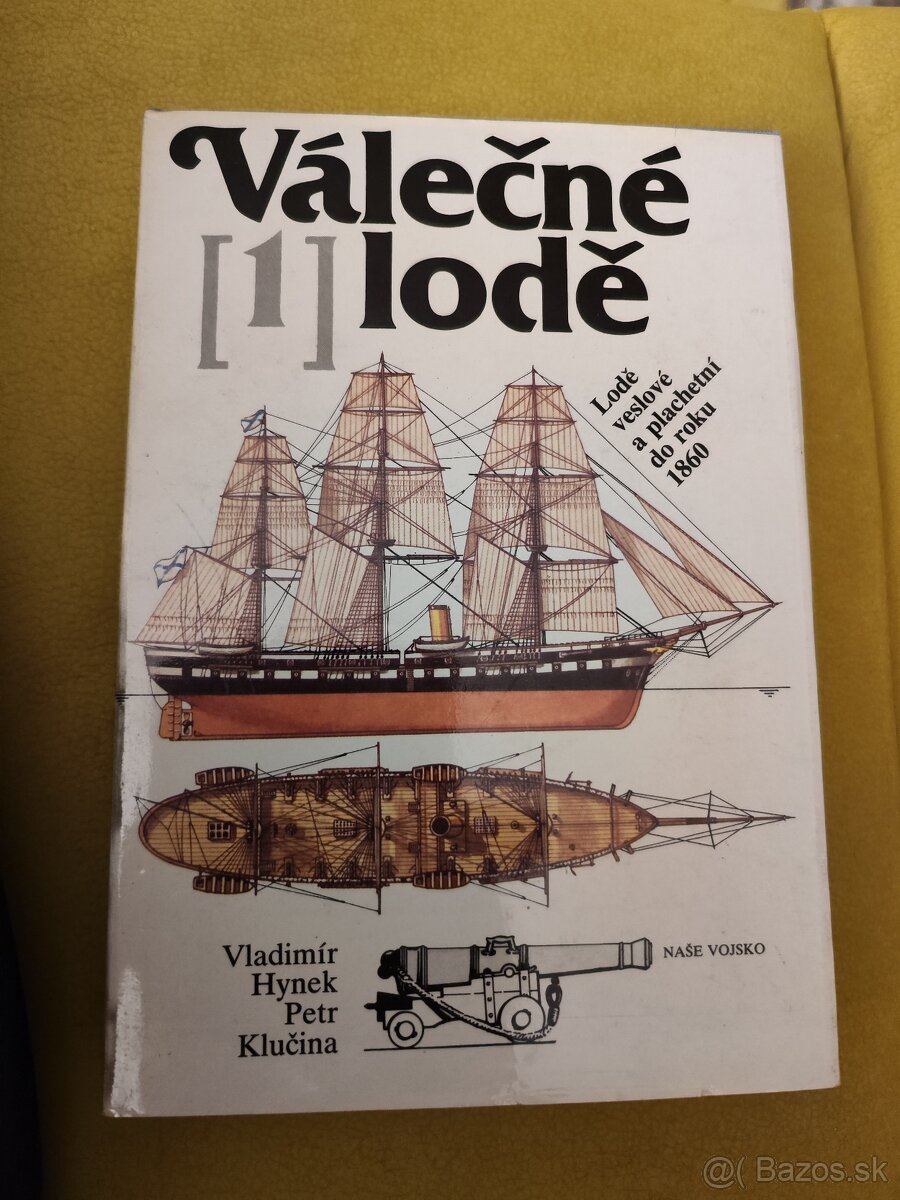 Válečné
[1] lodě
Lodě
veslové
a plachetní
do roku
1860
Vladimír
Hynek
Petr
Klučina
NAŠE VOJSKO
@( Bazos.sk